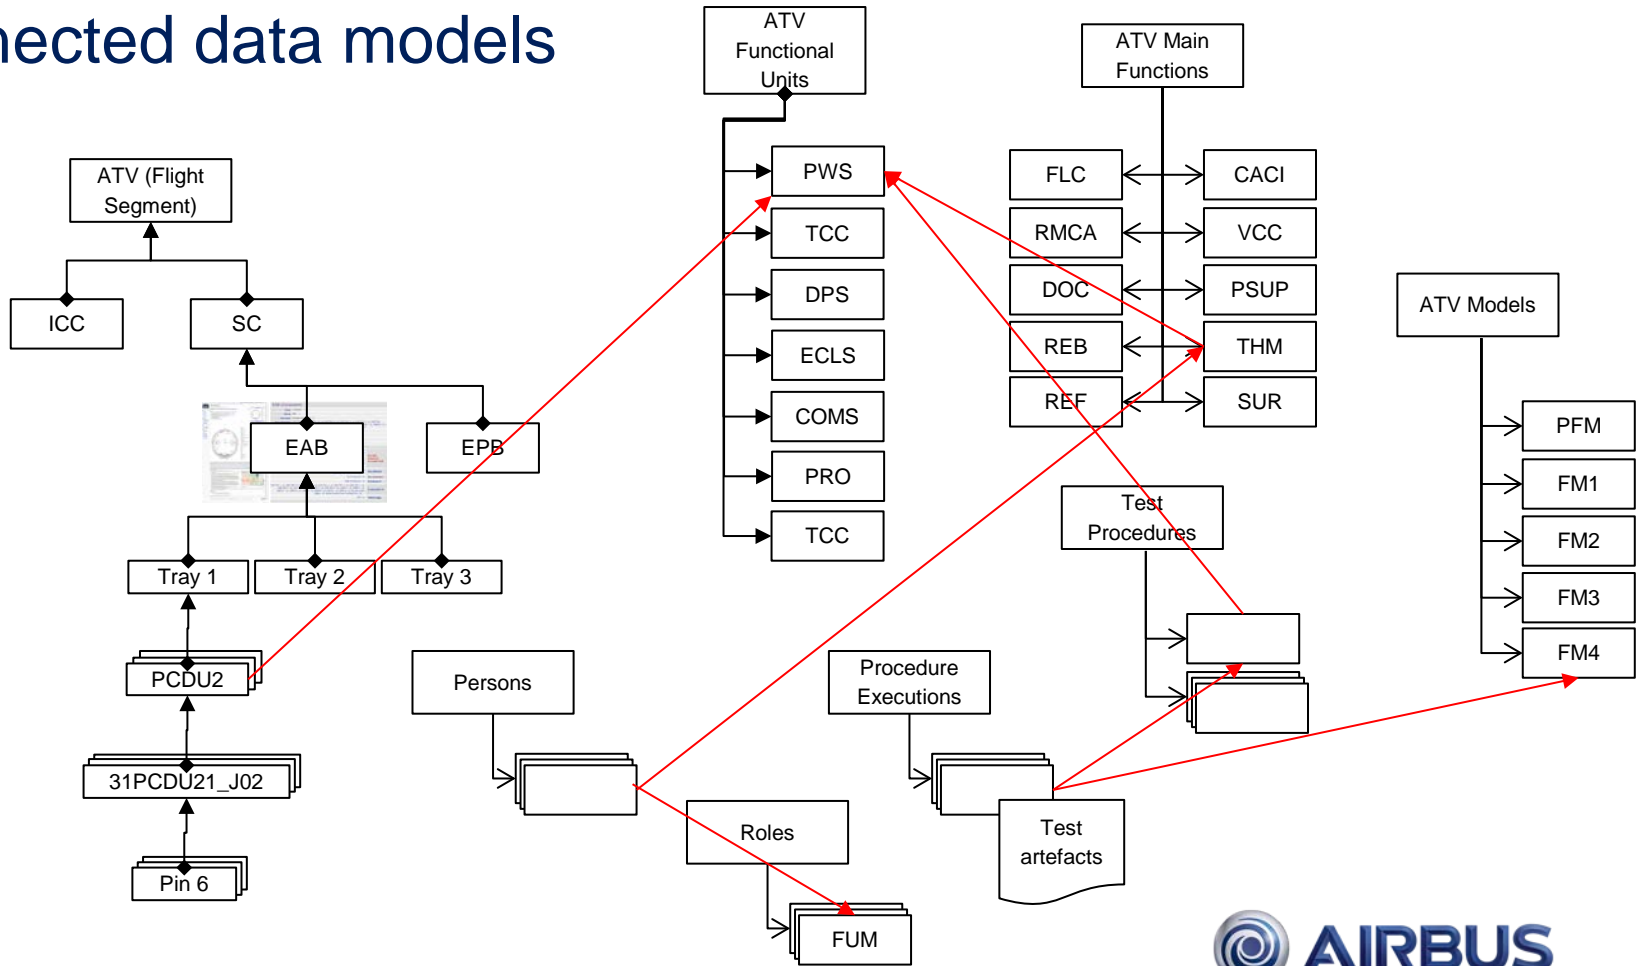 nected data models
ATV
Functional
Units
ATV Main
Functions
ATV (Flight
Segment)
ICC
SC
EAB
EPB
Tray 1
Tray 2
Tray 3
PCDU2
31PCDU21_J02
Pin 6
PWS
TCC
DPS
ECLS
COMS
PRO
TCC
FLC
CACI
RMCA
VCC
DOC
PSUP
REB
THM
REF
SUR
ATV Models
PFM
FM1
FM2
FM3
FM4
Test
Procedures
Persons
Procedure
Executions
Roles
Test
artefacts
FUM
AIRBUS